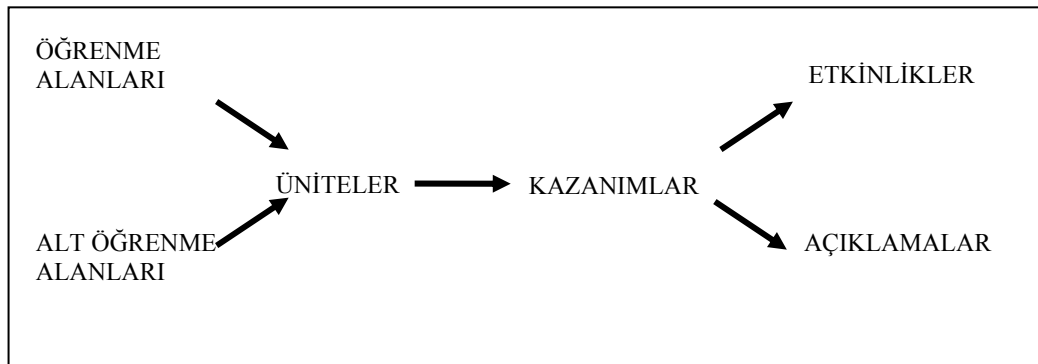 ÖĞRENME
ALANLARI
ETKİNLİKLER
ÜNİTELER
KAZANIMLAR
ALT ÖĞRENME
ALANLARI
AÇIKLAMALAR